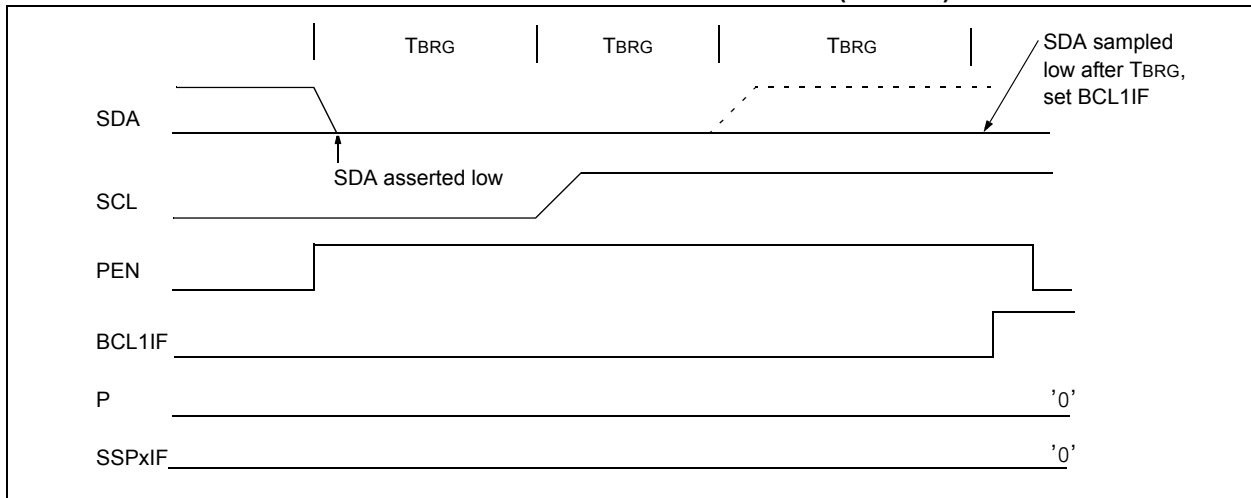 TBRG TBRG TBRG
SDA sampled
low after TBRG,
set BCL1IF
SDA
SDA asserted low
SCL
PEN
BCL1IF
P '0'
SSPxIF '0'